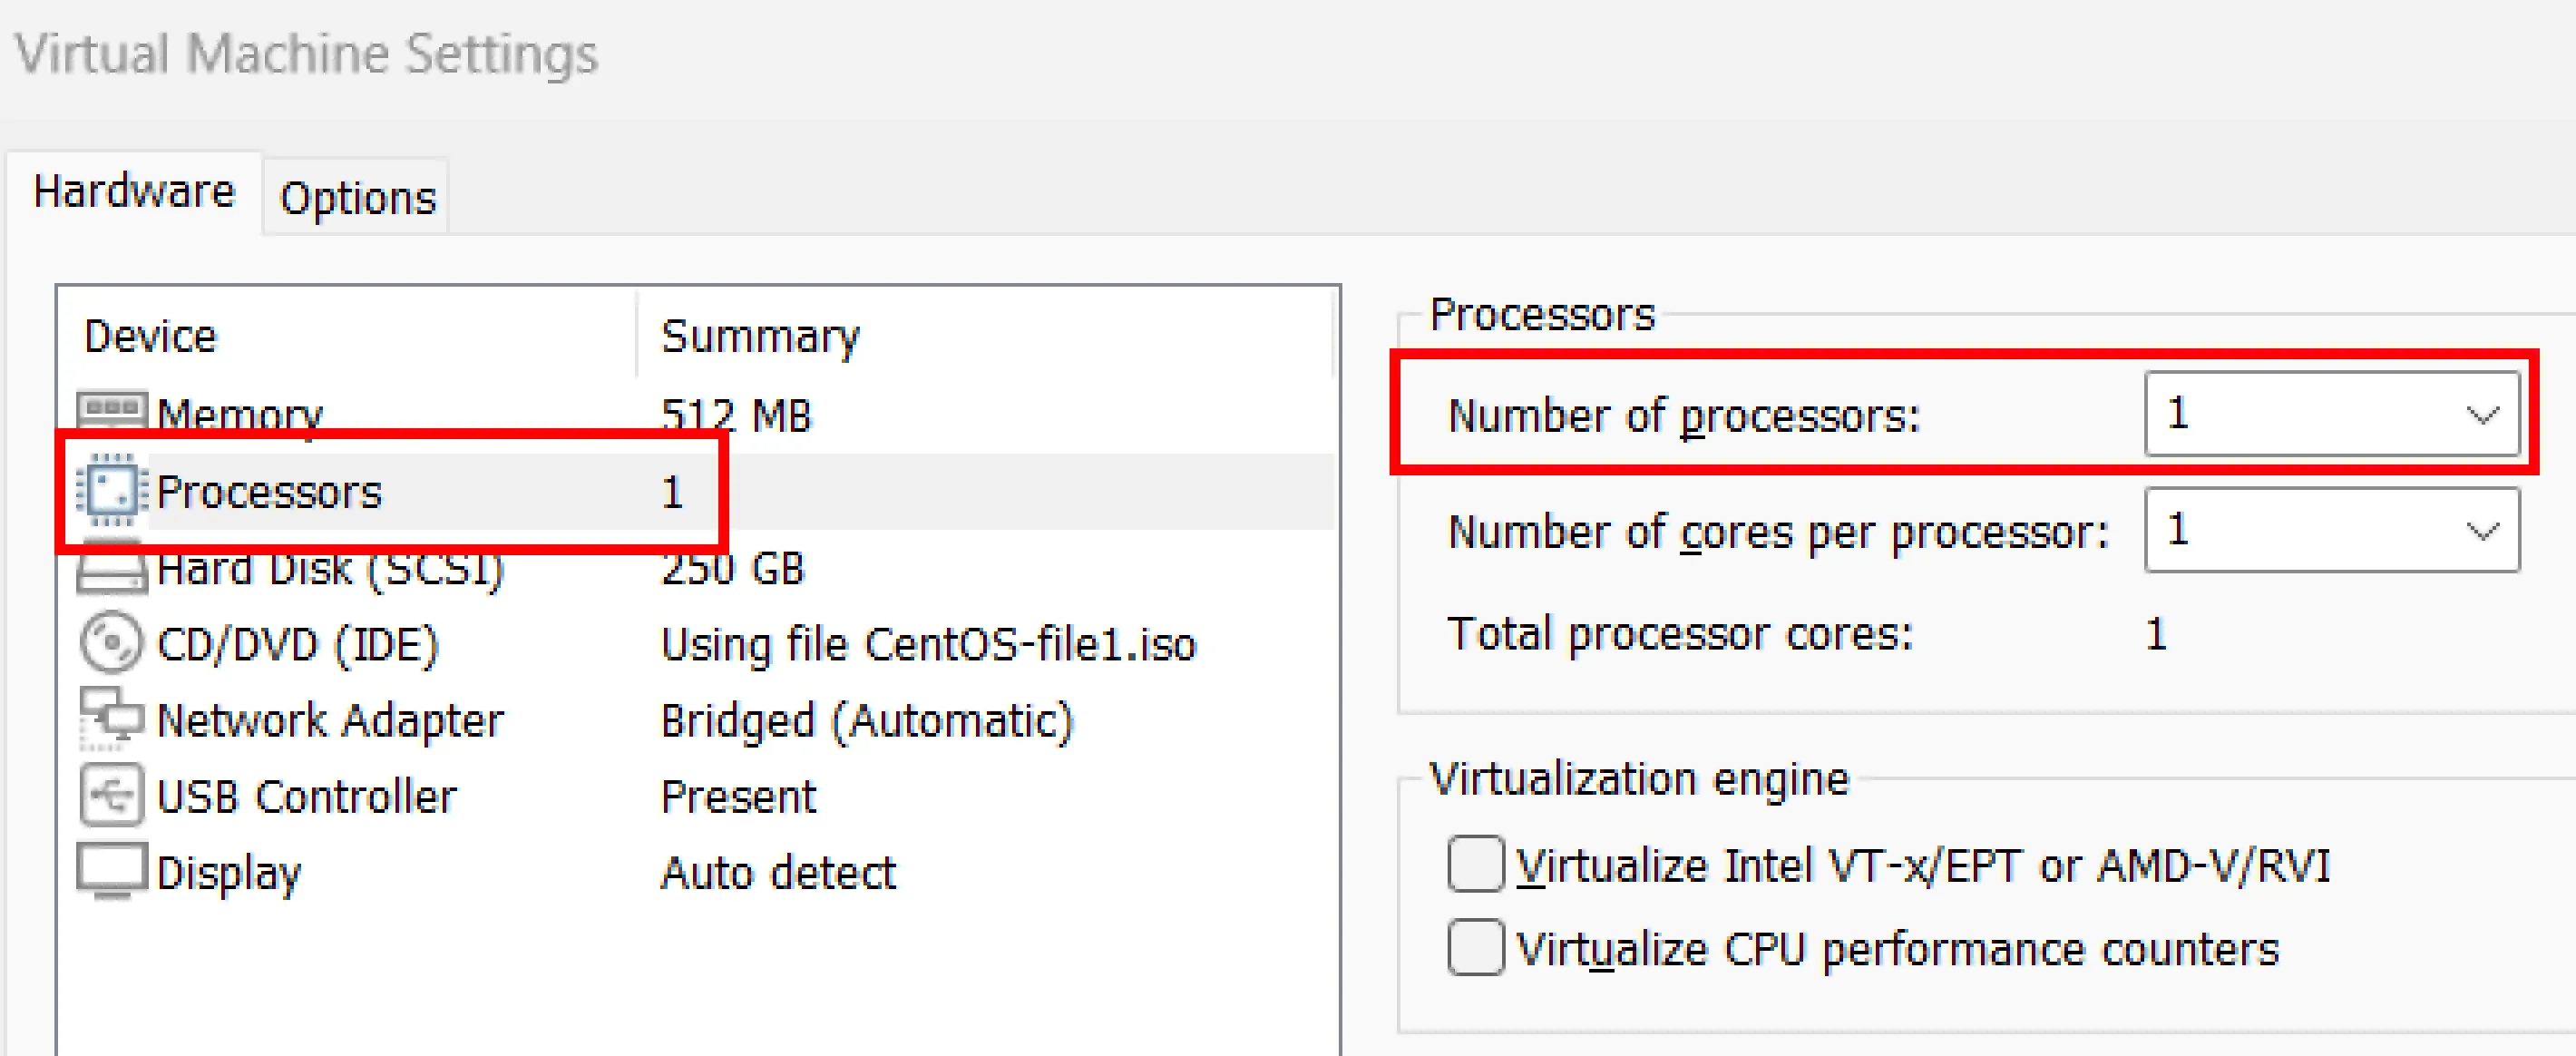 Virtual Machine Settings
Hardware Options
Device Summary
Memory 512 MB
Processors 1
Hard Disk (SCSI) 250 GB
CD/DVD (IDE) Using file CentOS-file1.iso
Network Adapter Bridged (Automatic)
USB Controller Present
Display Auto detect
Processors
Number of processors: 1
Number of cores per processor: 1
Total processor cores: 1
Virtualization engine
Virtualize Intel VT-x/EPT or AMD-V/RVI
Virtualize CPU performance counters